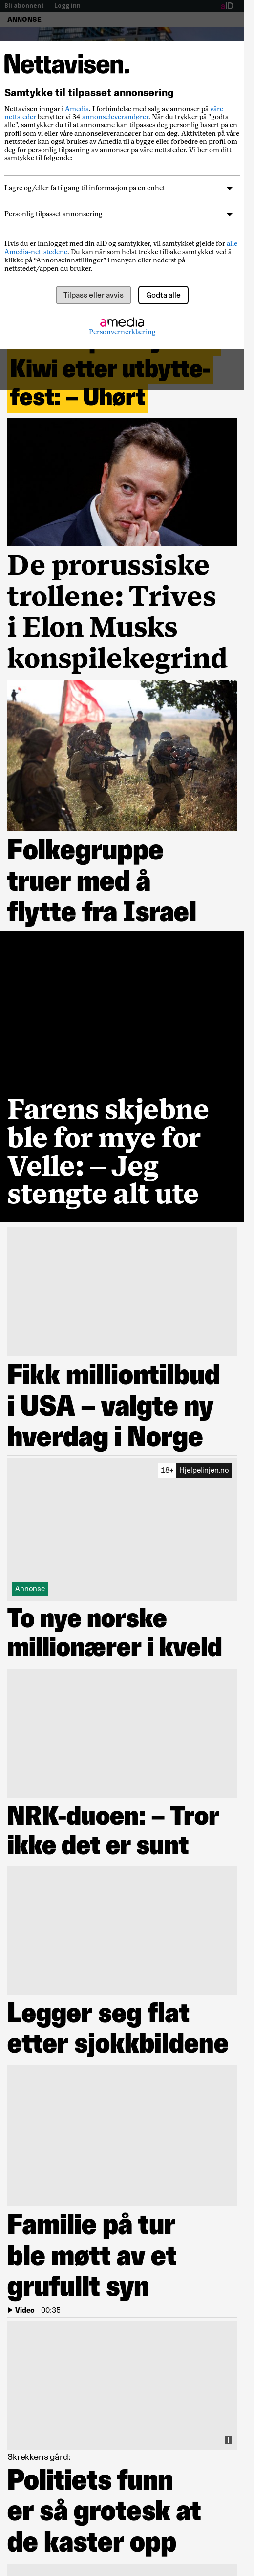 Bli abonnent | Logg inn
aID
ANNONSE
Nettavisen.
Samtykke til tilpasset annonsering
Nettavisen inngår i Amedia. I forbindelse med salg av annonser på våre
nettsteder benytter vi 34 annonseleverandører. Når du trykker på "godta
alle", samtykker du til at annonsene kan tilpasses deg personlig basert på en
profil som vi eller våre annonseleverandører har om deg. Aktiviteten på våre
nettsteder kan også brukes av Amedia til å bygge eller forbedre en profil om
deg for personlig tilpasning av annonser på våre nettsteder. Vi ber om ditt
samtykke til følgende:
Lagre og/eller få tilgang til informasjon på en enhet
Personlig tilpasset annonsering
Hvis du er innlogget med din aID og samtykker, vil samtykket gjelde for alle
Amedia-nettstedene. Du kan når som helst trekke tilbake samtykket ved å
klikke på “Annonseinnstillinger” i menyen eller nederst på
nettstedet/appen du bruker.
Tilpass eller avvis
Godta alle
amedia
Personvernerklæring
Kiwi etter utbytte-
fest: – Uhørt
De prorussiske
trollene: Trives
i Elon Musks
konspilekegrind
Folkegruppe
truer med å
flytte fra Israel
Farens skjebne
ble for mye for
Velle: – Jeg
stengte alt ute
Fikk milliontilbud
i USA – valgte ny
hverdag i Norge
18+ Hjelpelinjen.no
Annonse
To nye norske
millionærer i kveld
NRK-duoen: – Tror
ikke det er sunt
Legger seg flat
etter sjokkbildene
Familie på tur
ble møtt av et
grufullt syn
Video | 00:35
Skrekkens gård:
Politiets funn
er så grotesk at
de kaster opp